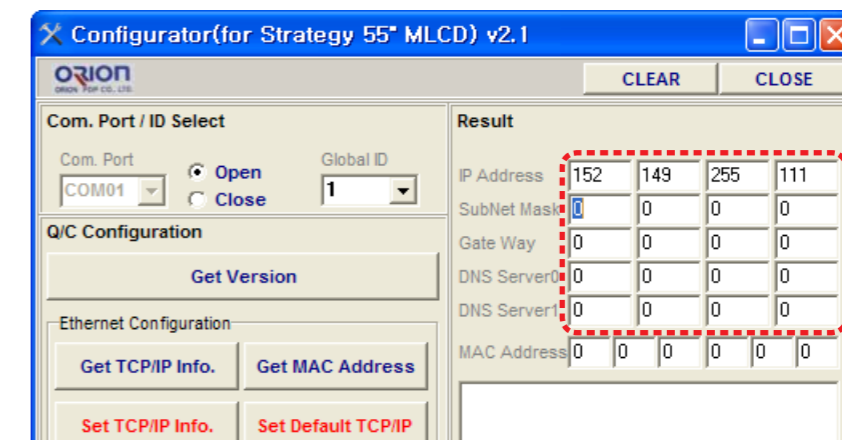 Configurator(for Strategy 55" MLCD) v2.1
ORION
ORION PDP CO., LTD.
CLEAR CLOSE
Com. Port / ID Select
Com. Port
COM01
Open
Close
Global ID
1
Q/C Configuration
Get Version
Ethernet Configuration
Get TCP/IP Info. Get MAC Address
Set TCP/IP Info. Set Default TCP/IP
Result
IP Address 152 149 255 111
SubNet Mask 0 0 0 0
Gate Way 0 0 0 0
DNS Server0 0 0 0 0
DNS Server1 0 0 0 0
MAC Address 0 0 0 0 0 0